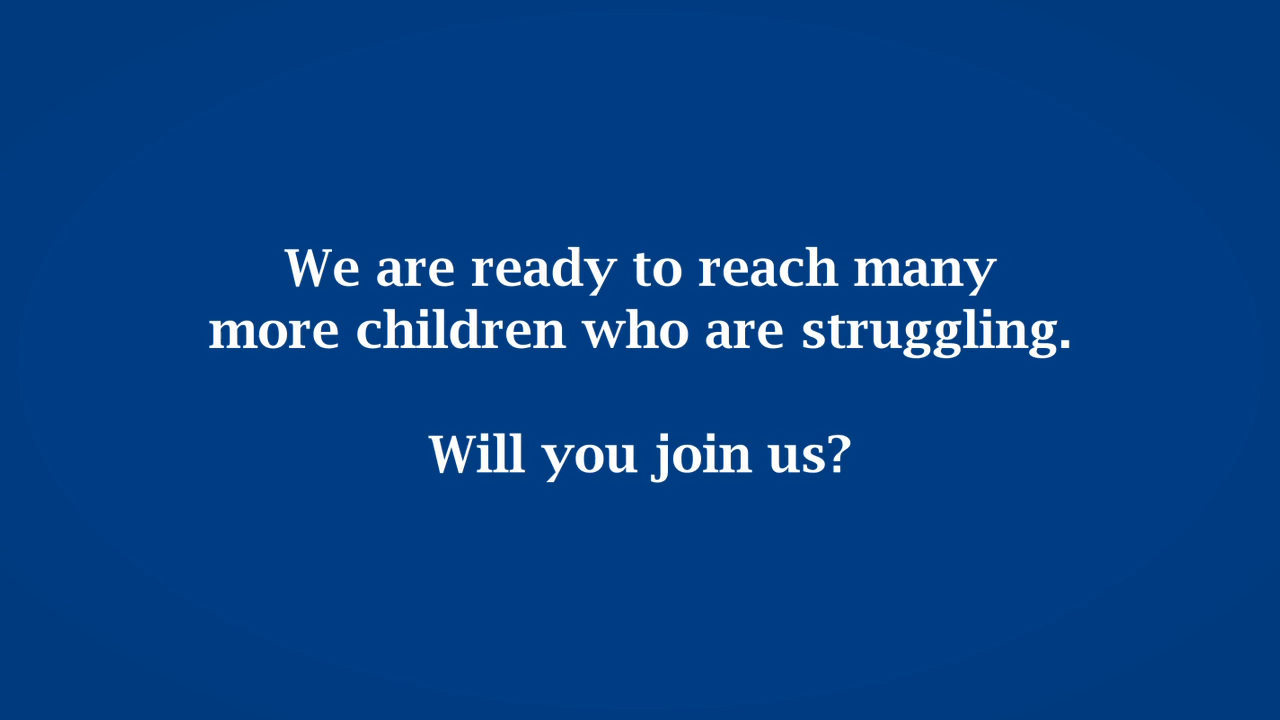 We are ready to reach many
more children who are struggling.
Will you join us?